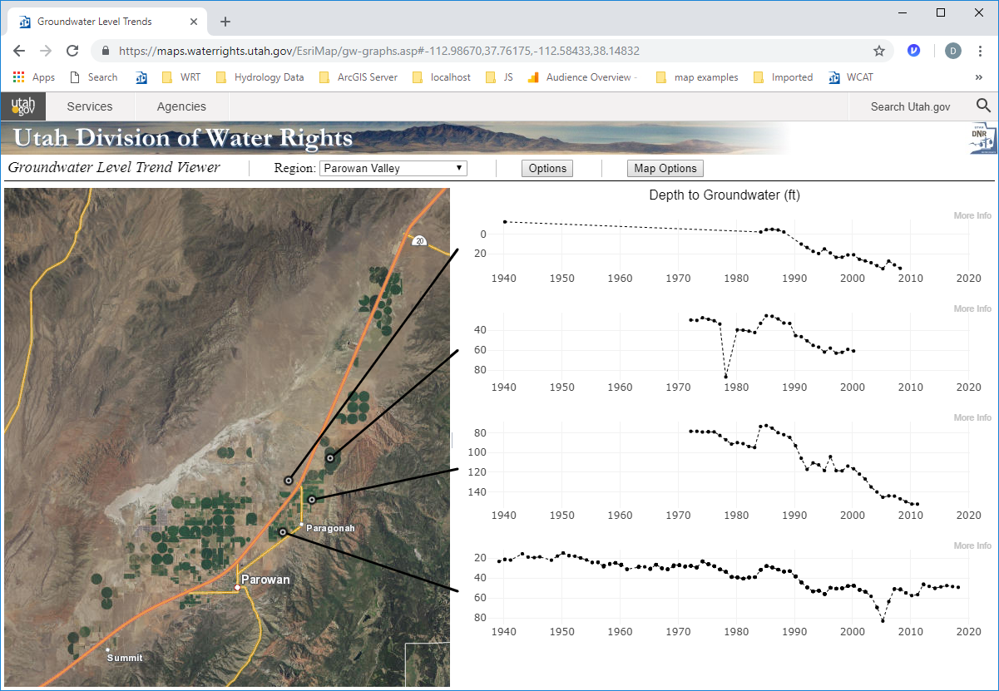 Groundwater Level Trends
https://maps.waterrights.utah.gov/EsriMap/gw-graphs.asp#-112.98670,37.76175,-112.58433,38.14832
D
Apps Search WRT Hydrology Data ArcGIS Server localhost JS Audience Overview - map examples Imported WCAT »
utah.gov Services Agencies Search Utah.gov
Utah Division of Water Rights
UTAH
DNR
Groundwater Level Trend Viewer Region: Parowan Valley Options Map Options
20
Paragonah
Parowan
Summit
Depth to Groundwater (ft)
More Info
0
20
1940 1950 1960 1970 1980 1990 2000 2010 2020
More Info
40
60
80
1940 1950 1960 1970 1980 1990 2000 2010 2020
More Info
80
100
120
140
1940 1950 1960 1970 1980 1990 2000 2010 2020
More Info
20
40
60
80
1940 1950 1960 1970 1980 1990 2000 2010 2020